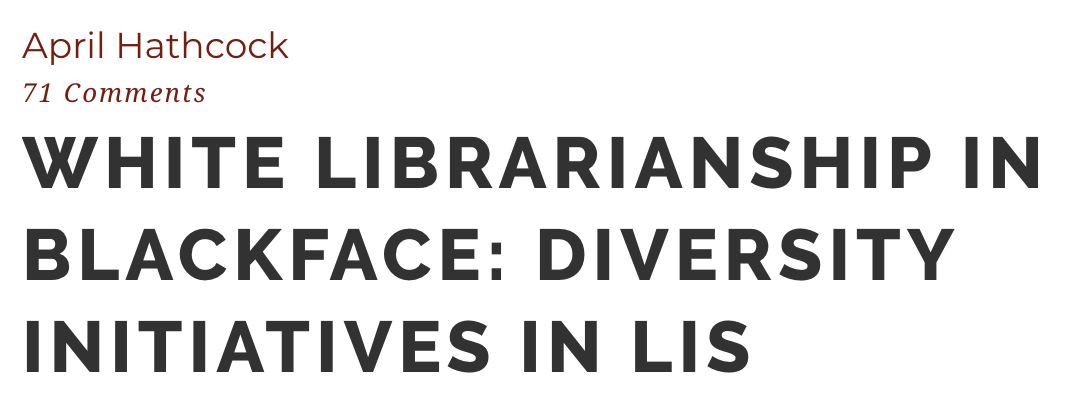 April Hathcock
71 Comments
WHITE LIBRARIANSHIP IN
BLACKFACE: DIVERSITY
INITIATIVES IN LIS